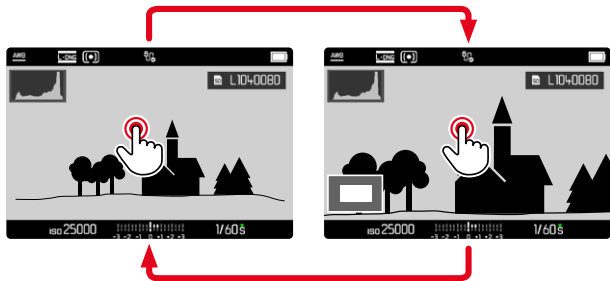 AWB L-DNG
L1040080
ISO 25000 -3 -2 -1 0 +1 +2 +3 1/60s
AWB L-DNG
L1040080
ISO 25000 -3 -2 -1 0 +1 +2 +3 1/60s